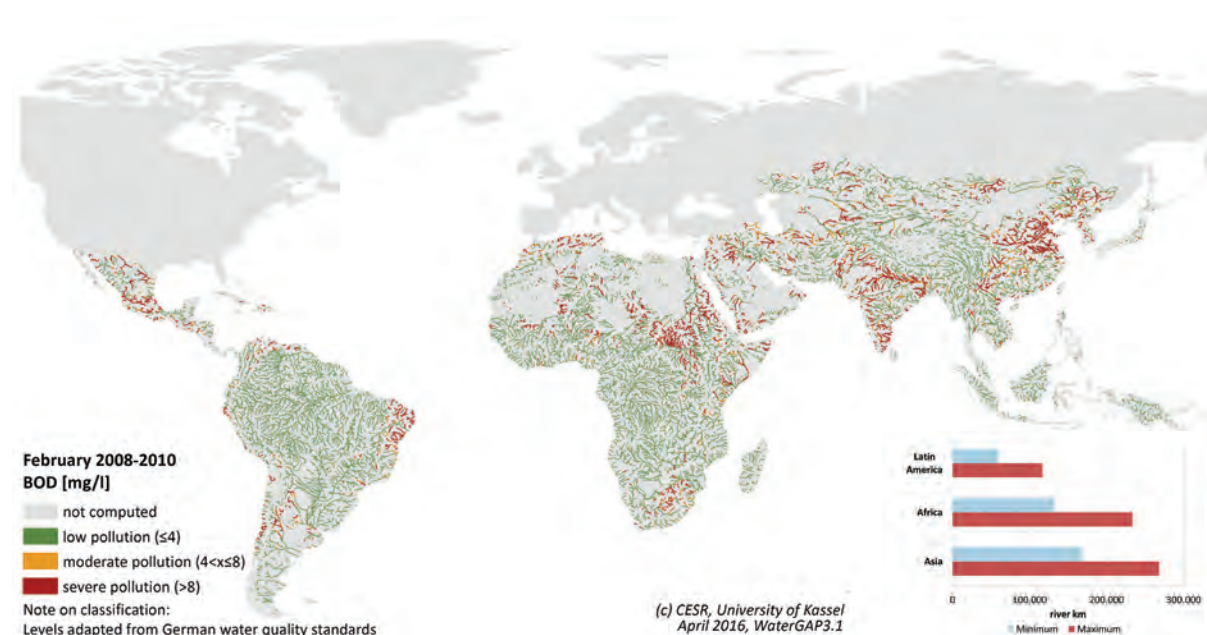 February 2008-2010
BOD [mg/l]
not computed
low pollution (≤4)
moderate pollution (4<x≤8)
severe pollution (>8)
Note on classification:
Levels adapted from German water quality standards
(c) CESR, University of Kassel
April 2016, WaterGAP3.1
Latin
America
Africa
Asia
0 100,000 200,000 300.000
river km
Minimum Maximum